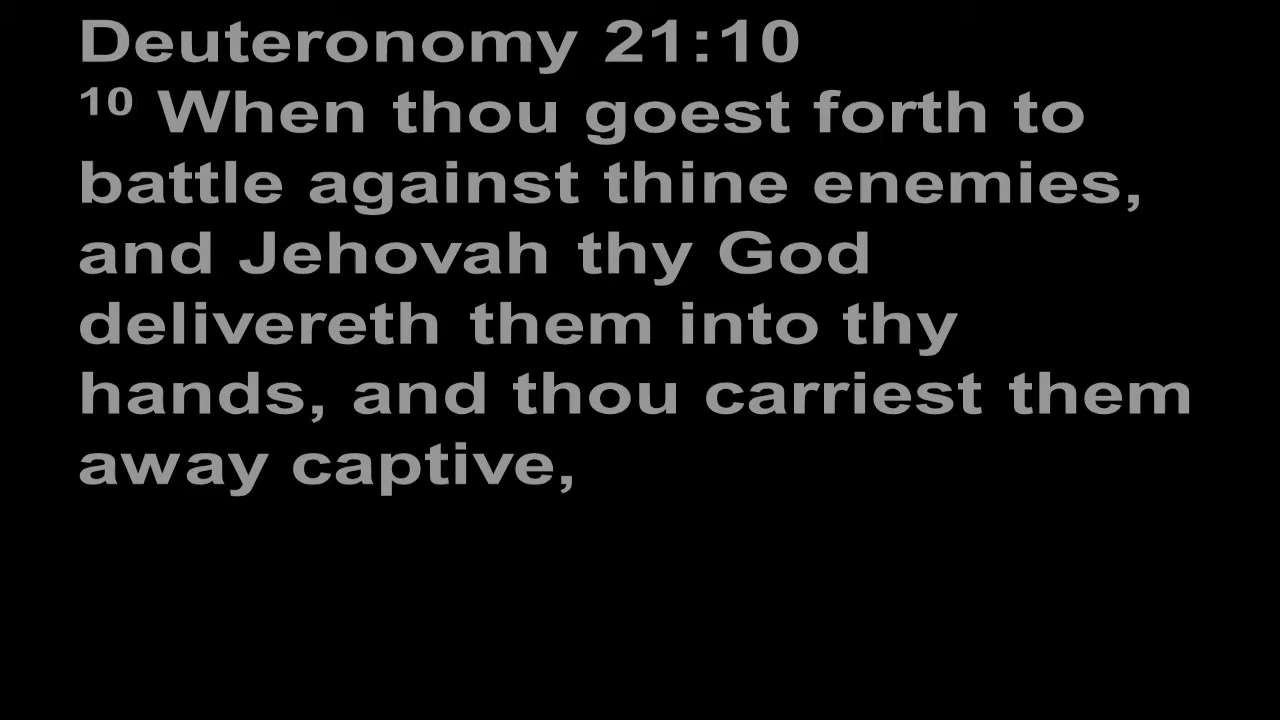 Deuteronomy 21:10
10 When thou goest forth to
battle against thine enemies,
and Jehovah thy God
delivereth them into thy
hands, and thou carriest them
away captive,